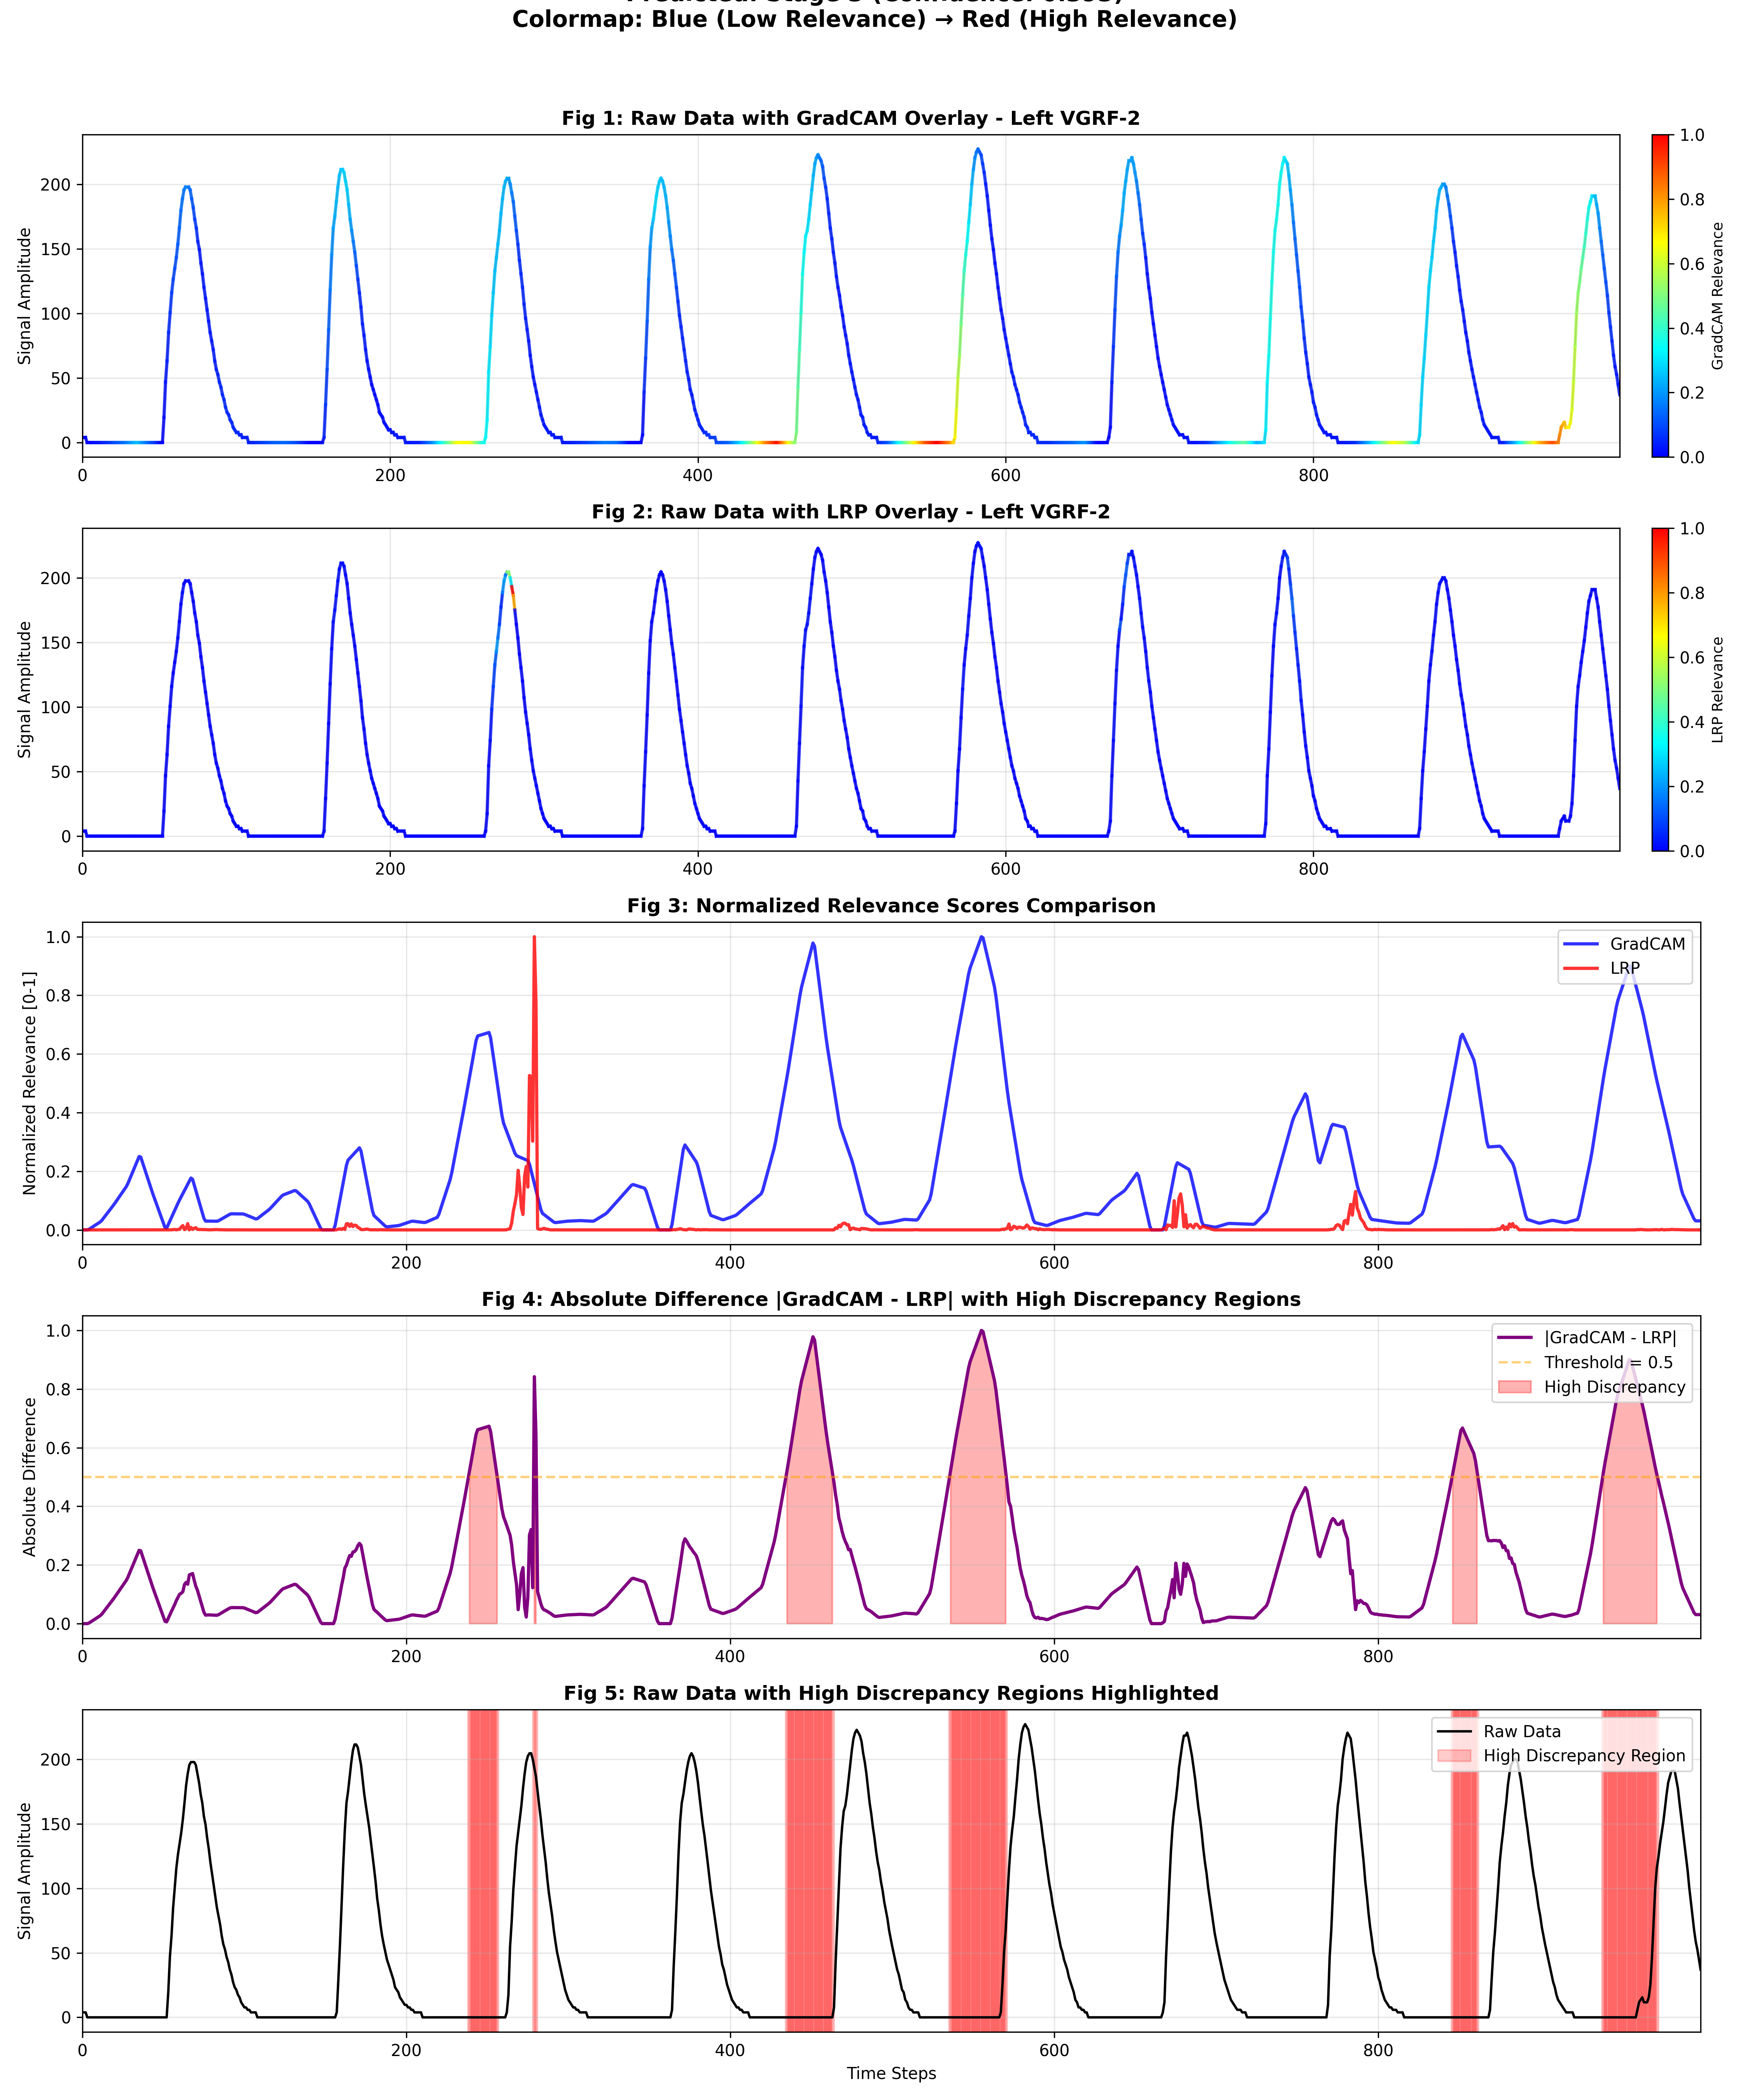 Colormap: Blue (Low Relevance) → Red (High Relevance)
Fig 1: Raw Data with GradCAM Overlay - Left VGRF-2
Signal Amplitude
200
150
100
50
0
0 200 400 600 800
1.0
0.8
0.6
0.4
0.2
0.0
GradCAM Relevance
Fig 2: Raw Data with LRP Overlay - Left VGRF-2
Signal Amplitude
200
150
100
50
0
0 200 400 600 800
1.0
0.8
0.6
0.4
0.2
0.0
LRP Relevance
Fig 3: Normalized Relevance Scores Comparison
Normalized Relevance [0-1]
1.0
0.8
0.6
0.4
0.2
0.0
0 200 400 600 800
GradCAM
LRP
Fig 4: Absolute Difference |GradCAM - LRP| with High Discrepancy Regions
Absolute Difference
1.0
0.8
0.6
0.4
0.2
0.0
0 200 400 600 800
|GradCAM - LRP|
Threshold = 0.5
High Discrepancy
Fig 5: Raw Data with High Discrepancy Regions Highlighted
Signal Amplitude
200
150
100
50
0
0 200 400 600 800
Raw Data
High Discrepancy Region
Time Steps